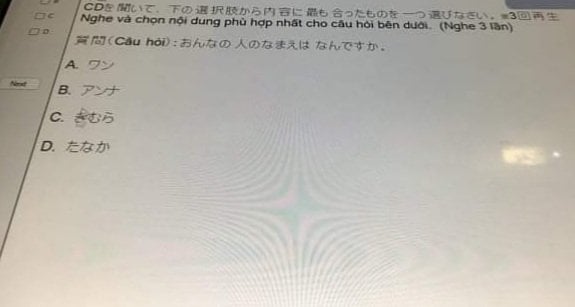 CDを聞いて、下の選択肢から内容に最も合ったものを一つ選びなさい。※3回再生
Nghe và chọn nội dung phù hợp nhất cho câu hỏi bên dưới. (Nghe 3 lần)
C
D
質問(Câu hỏi):おんなの人のなまえは なんですか。
A. ワン
Next
B. アンナ
C. きむら
D. たなか